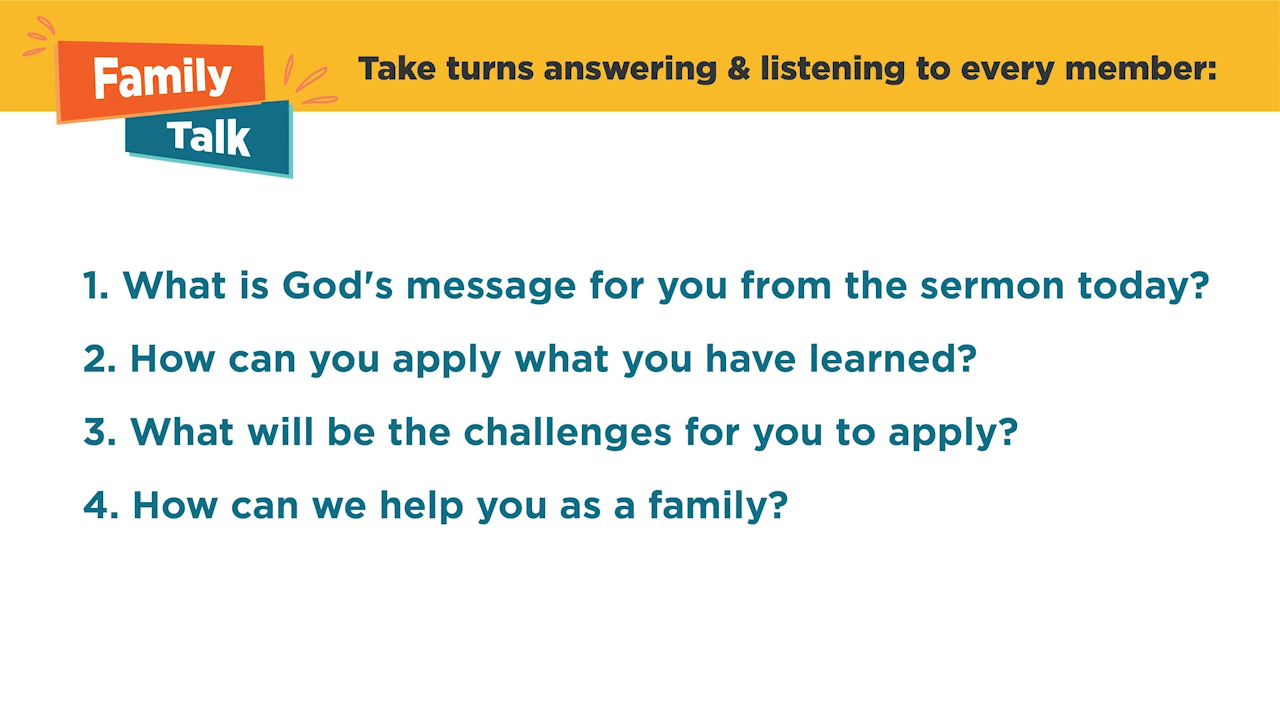 Family
Talk
Take turns answering & listening to every member:
1. What is God's message for you from the sermon today?
2. How can you apply what you have learned?
3. What will be the challenges for you to apply?
4. How can we help you as a family?